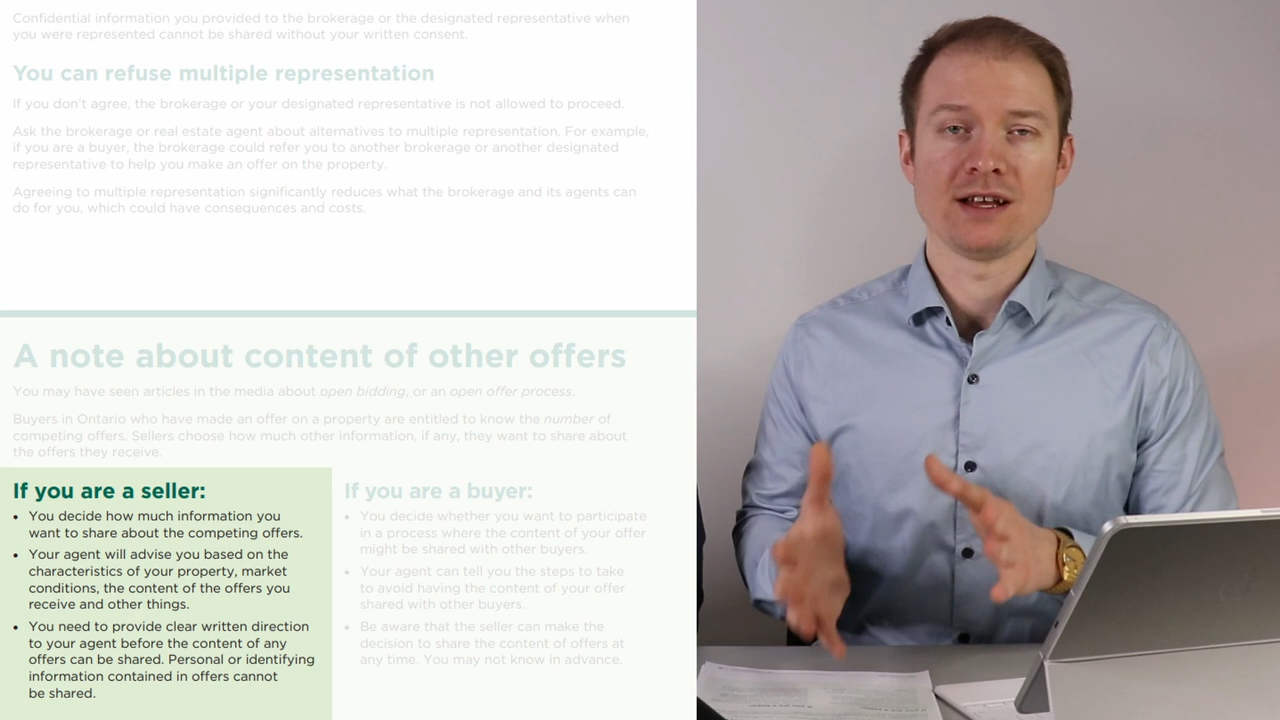 Confidential information you provided to the brokerage or the designated representative when
you were represented cannot be shared without your written consent.
You can refuse multiple representation
If you don't agree, the brokerage or your designated representative is not allowed to proceed.
Ask the brokerage or real estate agent about alternatives to multiple representation. For example,
if you are a buyer, the brokerage could refer you to another brokerage or another designated
representative to help you make an offer on the property.
Agreeing to multiple representation significantly reduces what the brokerage and its agents can
do for you, which could have consequences and costs.
A note about content of other offers
You may have seen articles in the media about open bidding, or an open offer process.
Buyers in Ontario who have made an offer on a property are entitled to know the number of
competing offers. Sellers choose how much other information, if any, they want to share about
the offers they receive.
If you are a seller:
• You decide how much information you
want to share about the competing offers.
• Your agent will advise you based on the
characteristics of your property, market
conditions, the content of the offers you
receive and other things.
• You need to provide clear written direction
to your agent before the content of any
offers can be shared. Personal or identifying
information contained in offers cannot
be shared.
If you are a buyer:
• You decide whether you want to participate
in a process where the content of your offer
might be shared with other buyers.
• Your agent can tell you the steps to take
to avoid having the content of your offer
shared with other buyers.
• Be aware that the seller can make the
decision to share the content of offers at
any time. You may not know in advance.